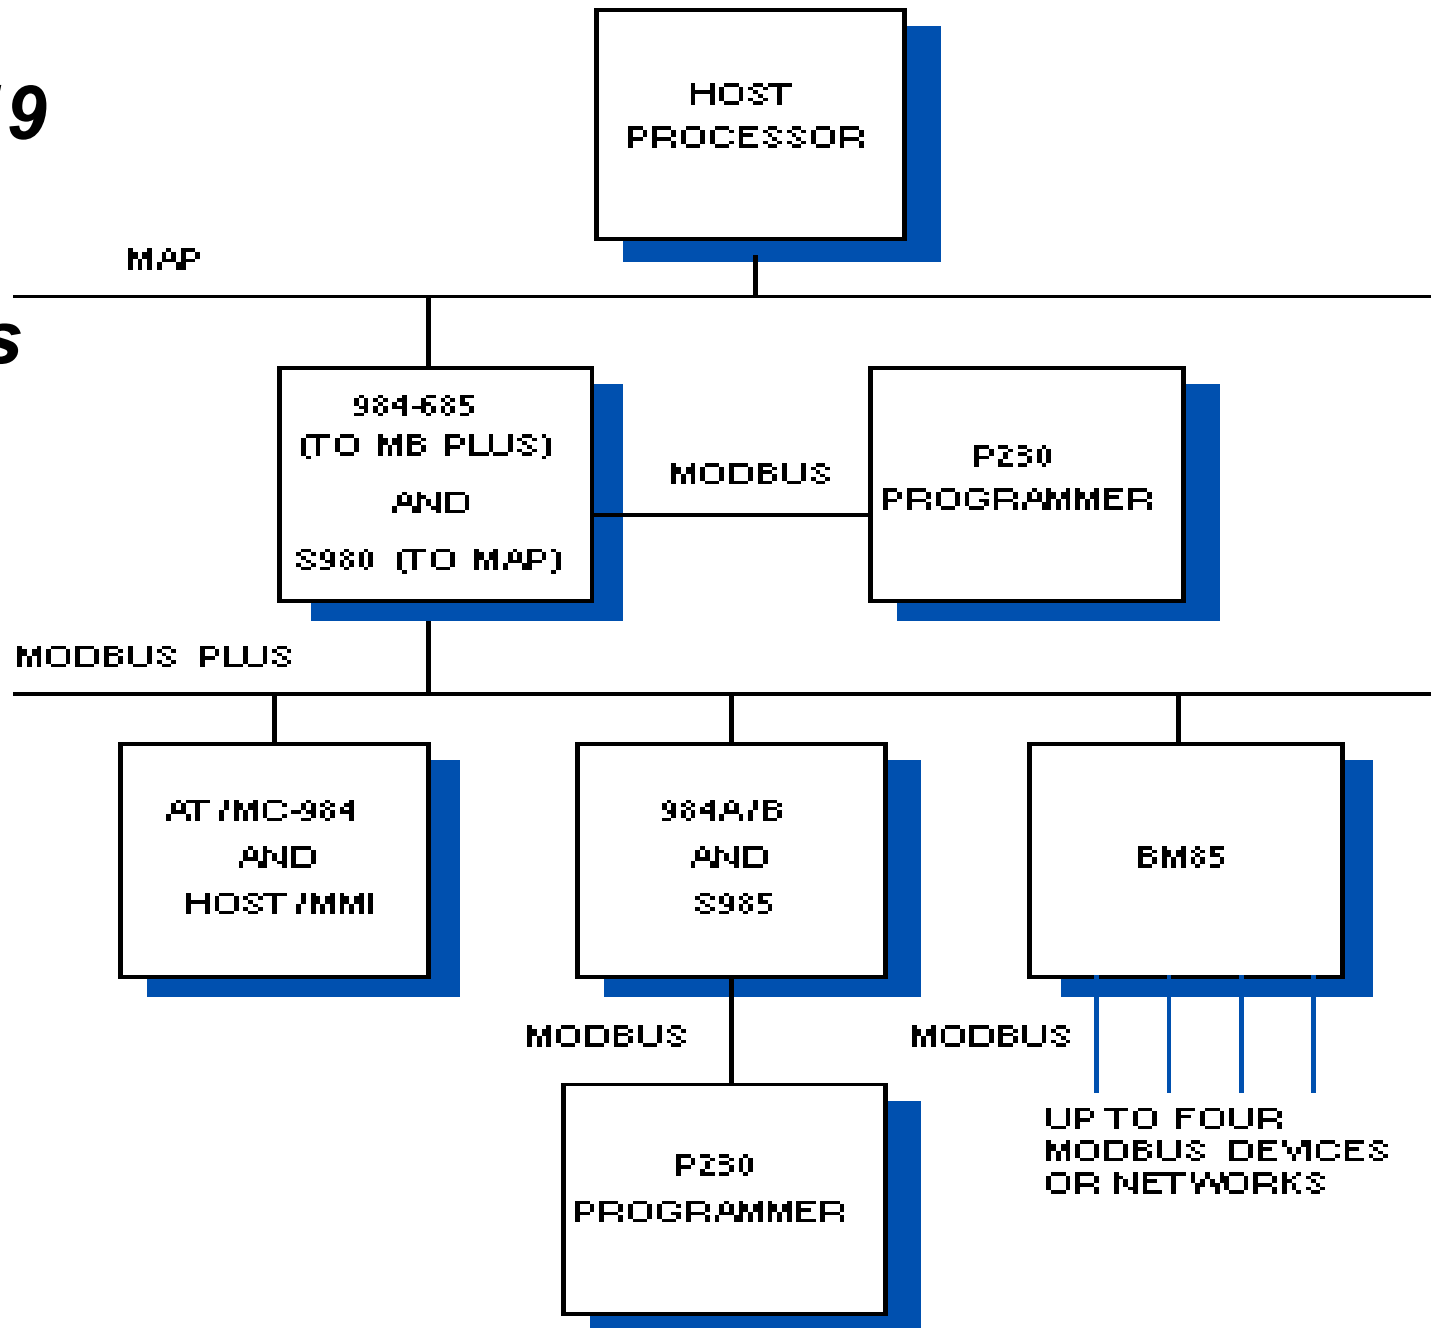 HOST
PROCESSOR
9
MAP
s
984-685
(TO MB PLUS)
AND
S980 (TO MAP)
MODBUS
P230
PROGRAMMER
MODBUS PLUS
AT/MC-984
AND
HOST/MMI
984A/B
AND
S985
BM85
MODBUS
MODBUS
UP TO FOUR
MODBUS DEVICES
OR NETWORKS
P230
PROGRAMMER